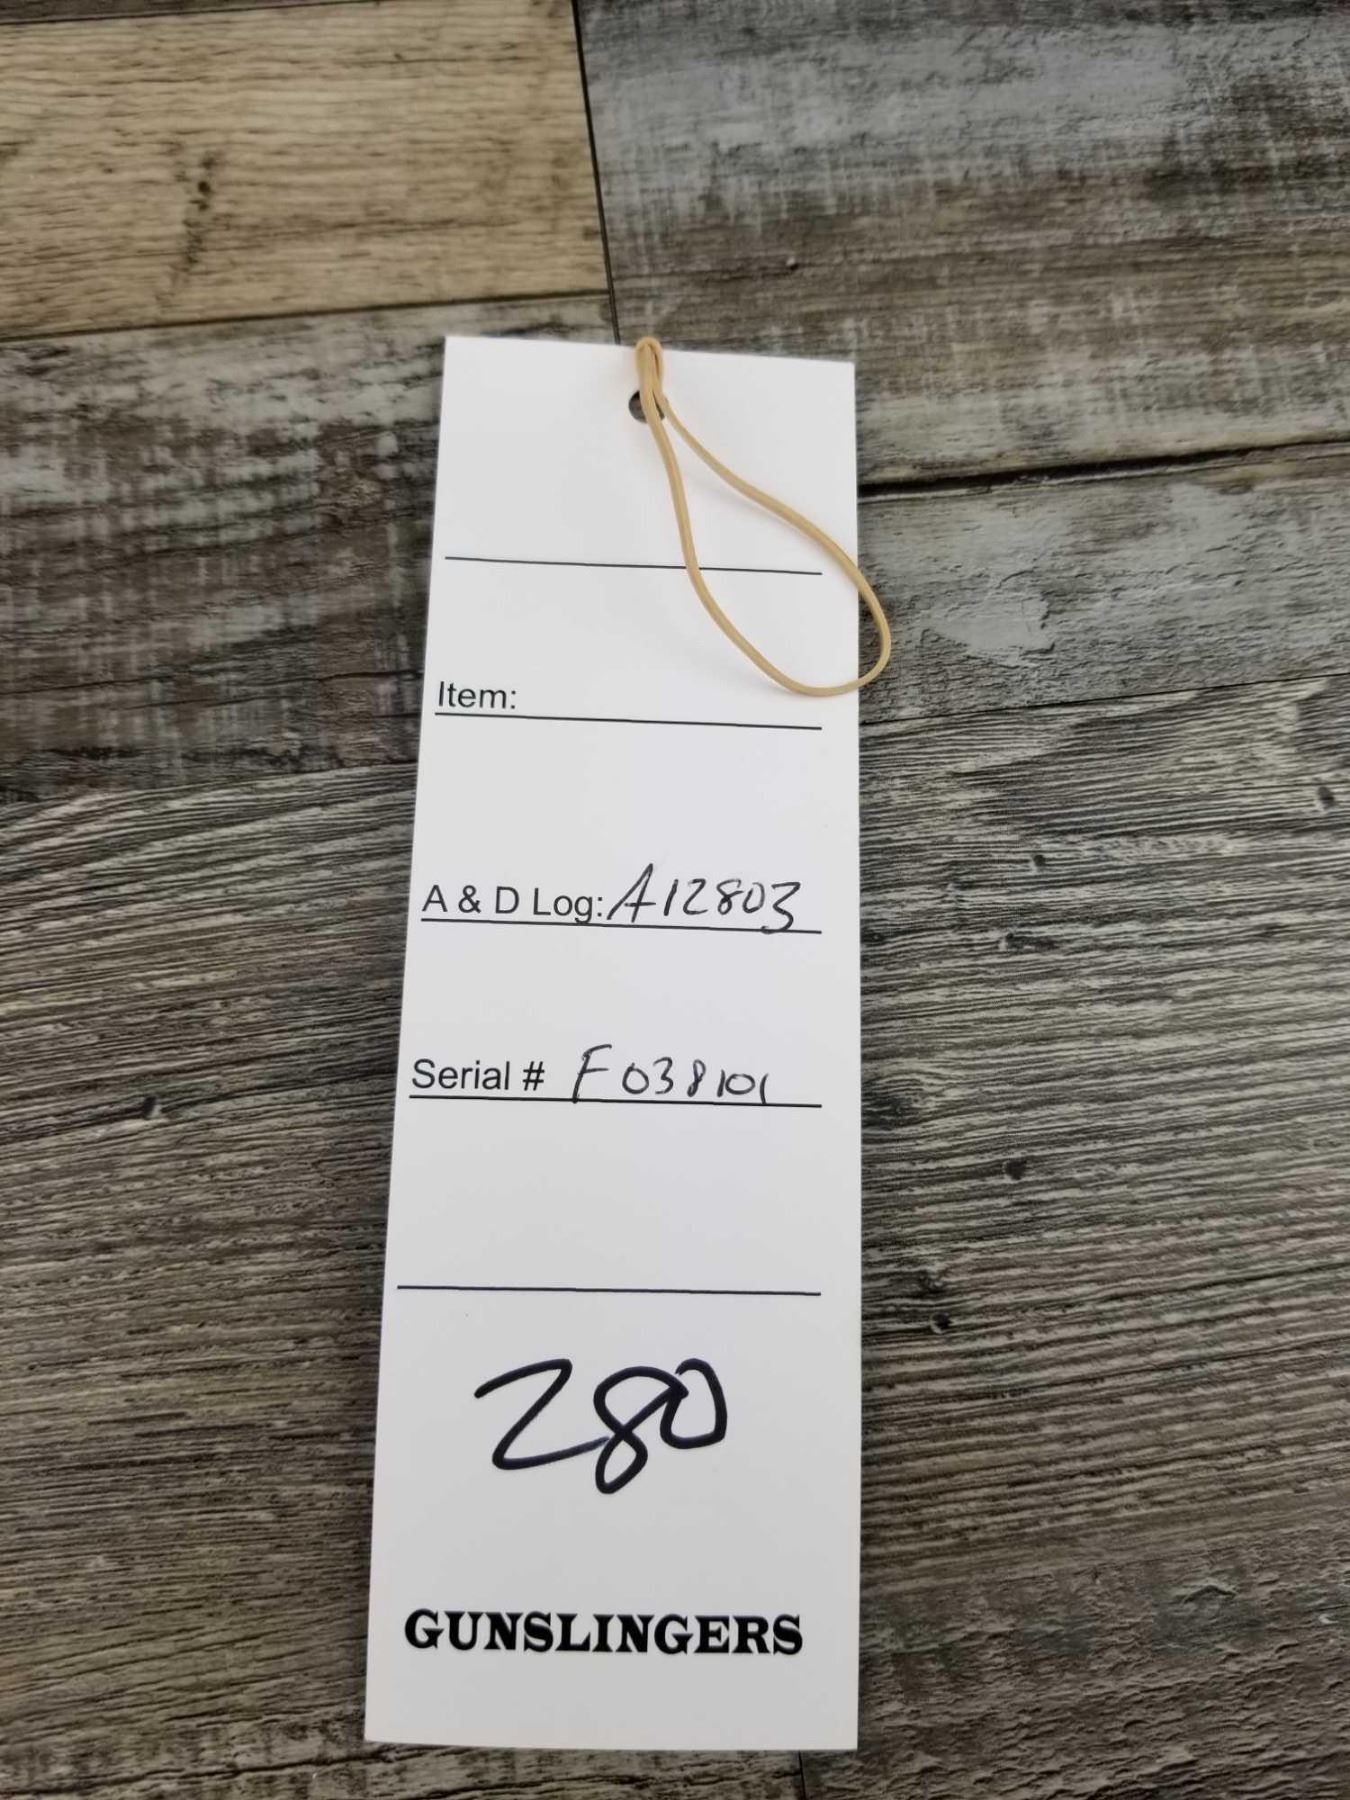 Item:
A & D Log: A12803
Serial # F038101
280
GUNSLINGERS